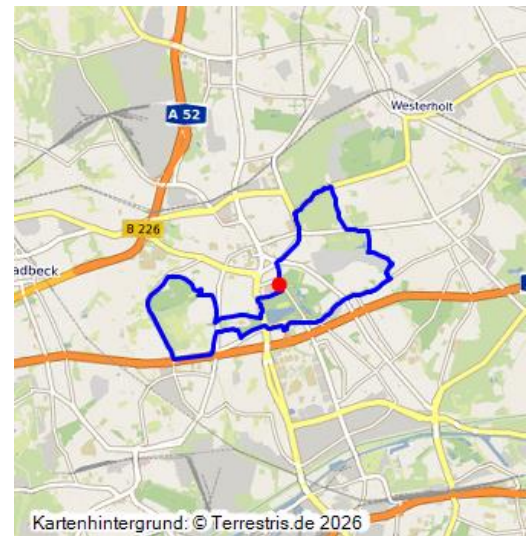 Westerholt
A 52
B 226
adbeck
Kartenhintergrund: © Terrestris.de 2026